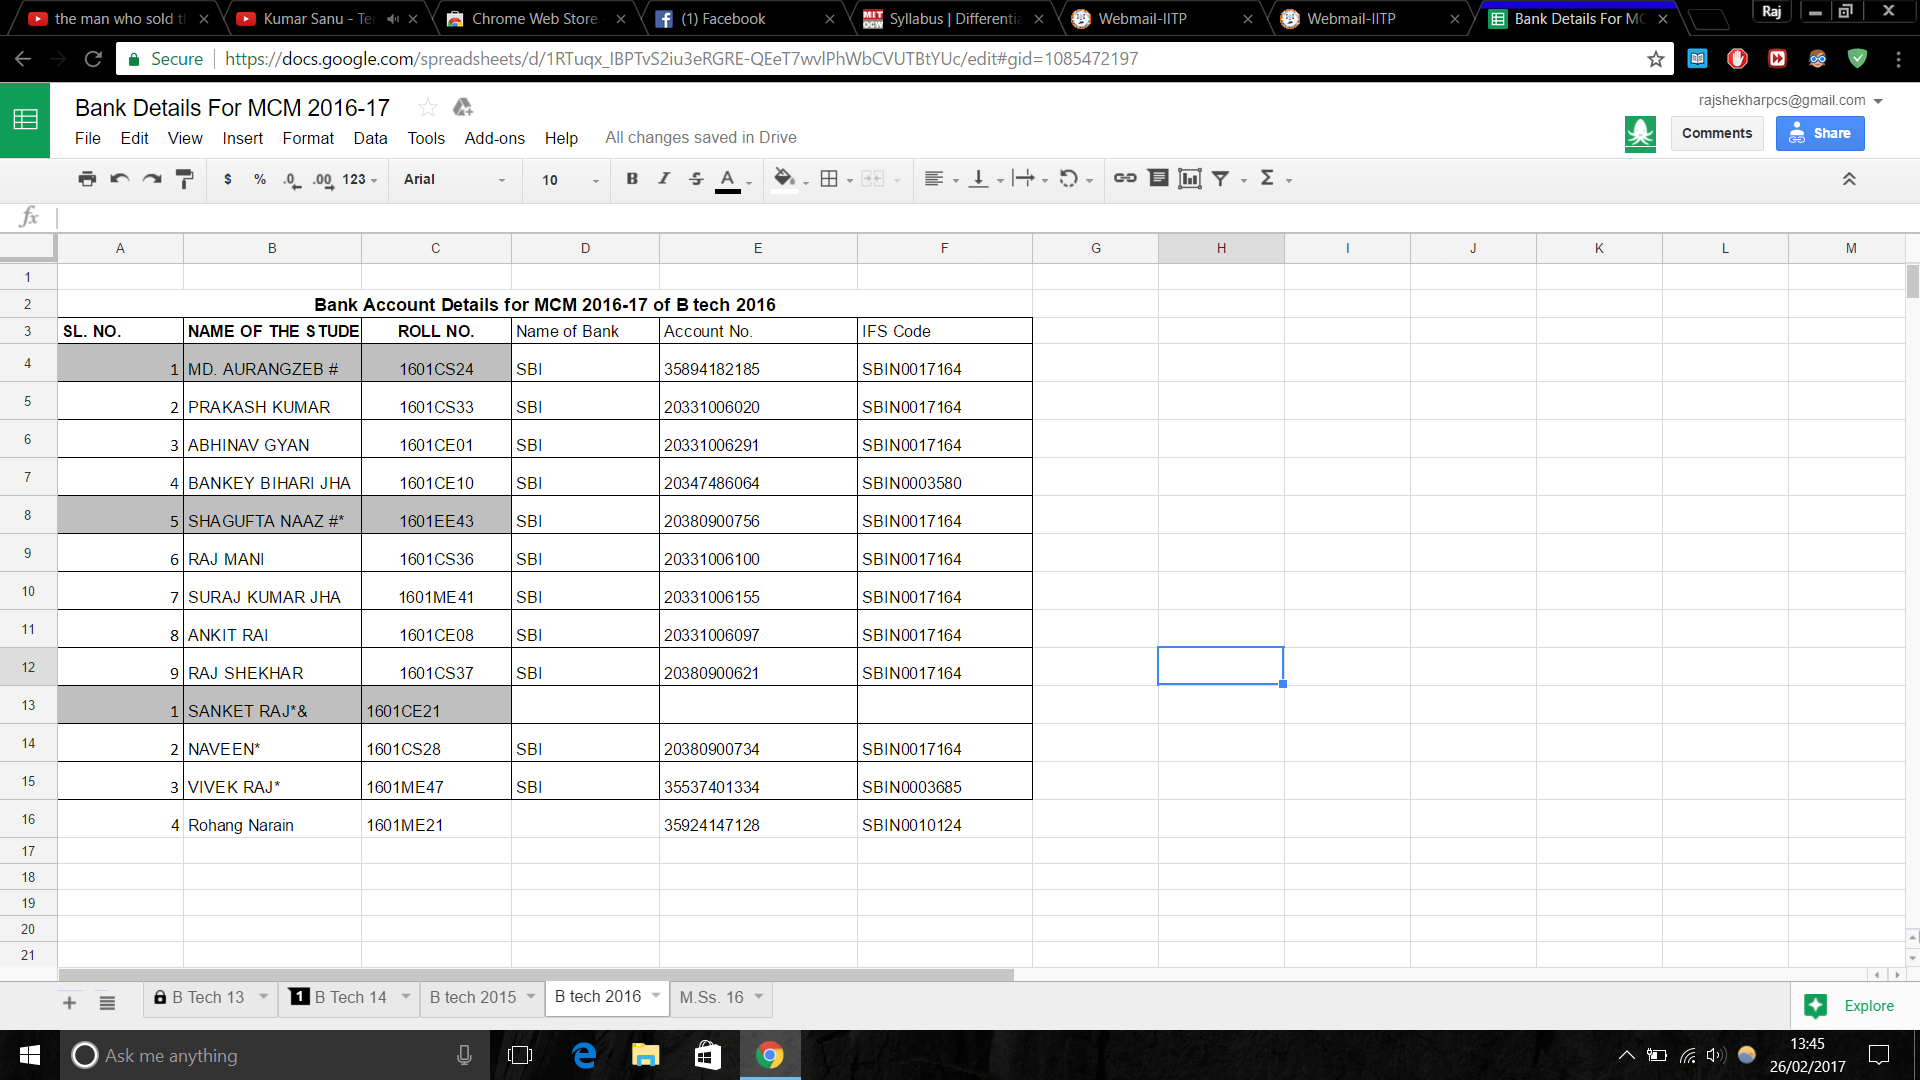 the man who sold t
Kumar Sanu - Te
Chrome Web Store
(1) Facebook
MIT OCW Syllabus | Differenti
Webmail-IITP
Webmail-IITP
Bank Details For MC
Raj
Secure https://docs.google.com/spreadsheets/d/1RTuqx_IBPTvS2iu3eRGRE-QEeT7wvlPhWbCVUTBtYUc/edit#gid=1085472197
Bank Details For MCM 2016-17
rajshekharpcs@gmail.com
File Edit View Insert Format Data Tools Add-ons Help All changes saved in Drive
Comments Share
$ % .0 .00 123 Arial 10 B I S A Σ
fx
A B C D E F G H I J K L M
1
2 Bank Account Details for MCM 2016-17 of B tech 2016
3 SL. NO. NAME OF THE STUDE ROLL NO. Name of Bank Account No. IFS Code
4 1 MD. AURANGZEB # 1601CS24 SBI 35894182185 SBIN0017164
5 2 PRAKASH KUMAR 1601CS33 SBI 20331006020 SBIN0017164
6 3 ABHINAV GYAN 1601CE01 SBI 20331006291 SBIN0017164
7 4 BANKEY BIHARI JHA 1601CE10 SBI 20347486064 SBIN0003580
8 5 SHAGUFTA NAAZ #* 1601EE43 SBI 20380900756 SBIN0017164
9 6 RAJ MANI 1601CS36 SBI 20331006100 SBIN0017164
10 7 SURAJ KUMAR JHA 1601ME41 SBI 20331006155 SBIN0017164
11 8 ANKIT RAI 1601CE08 SBI 20331006097 SBIN0017164
12 9 RAJ SHEKHAR 1601CS37 SBI 20380900621 SBIN0017164
13 1 SANKET RAJ*& 1601CE21
14 2 NAVEEN* 1601CS28 SBI 20380900734 SBIN0017164
15 3 VIVEK RAJ* 1601ME47 SBI 35537401334 SBIN0003685
16 4 Rohang Narain 1601ME21 35924147128 SBIN0010124
17
18
19
20
21
B Tech 13 1 B Tech 14 B tech 2015 B tech 2016 M.Ss. 16 Explore
Ask me anything
13:45
26/02/2017